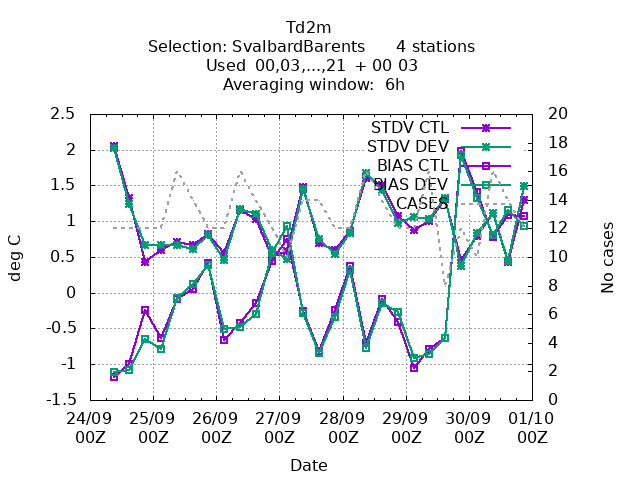 Td2m
Selection: SvalbardBarents 4 stations
Used 00,03,...,21 + 00 03
Averaging window: 6h
STDV CTL
STDV DEV
BIAS CTL
BIAS DEV
CASES
deg C
2.5
2
1.5
1
0.5
0
-0.5
-1
-1.5
No cases
20
18
16
14
12
10
8
6
4
2
0
24/09 25/09 26/09 27/09 28/09 29/09 30/09 01/10
00Z 00Z 00Z 00Z 00Z 00Z 00Z 00Z
Date